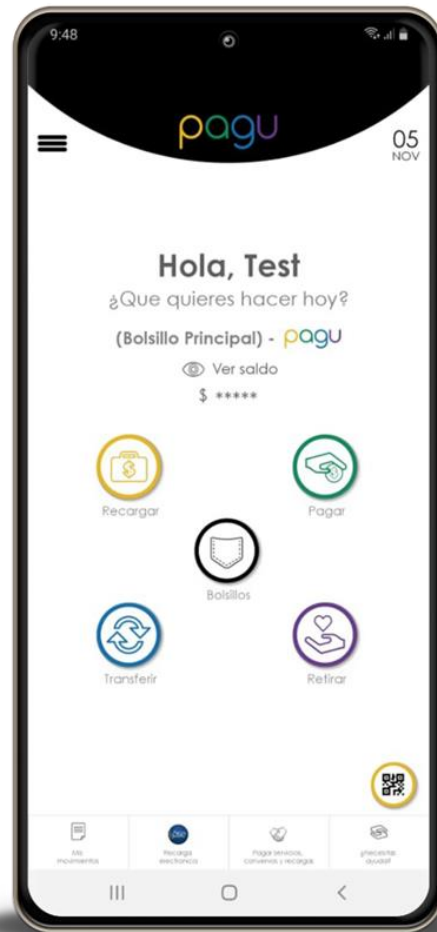 9:48
pagu
05
NOV
Hola, Test
¿Que quieres hacer hoy?
(Bolsillo Principal) - pagu
Ver saldo
$ *****
Recargar
Pagar
Bolsillos
Transferir
Retirar
Mis
movimientos
pse
Recarga
electronica
Pagar servicios,
convenios y recargas
¿Necesitas
ayuda?